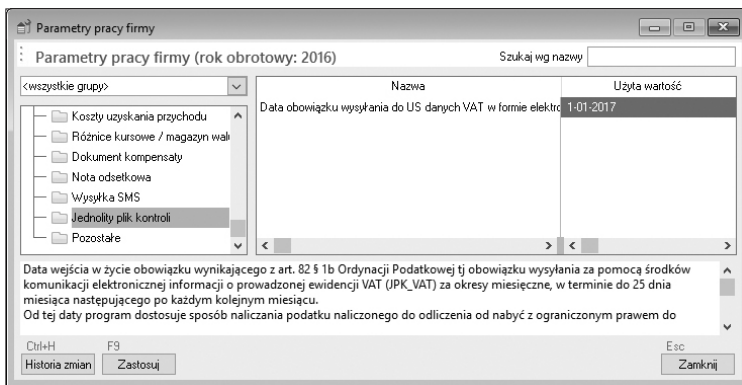 Parametry pracy firmy
Parametry pracy firmy (rok obrotowy: 2016)
Szukaj wg nazwy
<wszystkie grupy>
Nazwa
Użyta wartość
Koszty uzyskania przychodu
Data obowiązku wysyłania do US danych VAT w formie elektro
1-01-2017
Różnice kursowe / magazyn walu
Dokument kompensaty
Nota odsetkowa
Wysyłka SMS
Jednolity plik kontroli
Pozostałe
Data wejścia w życie obowiązku wynikającego z art. 82 § 1b Ordynacji Podatkowej tj obowiązku wysyłania za pomocą środków
komunikacji elektronicznej informacji o prowadzonej ewidencji VAT (JPK_VAT) za okresy miesięczne, w terminie do 25 dnia
miesiąca następującego po każdym kolejnym miesiącu.
Od tej daty program dostosuje sposób naliczania podatku naliczonego do odliczenia od nabyć z ograniczonym prawem do
Ctrl+H
F9
Esc
Historia zmian
Zastosuj
Zamknij